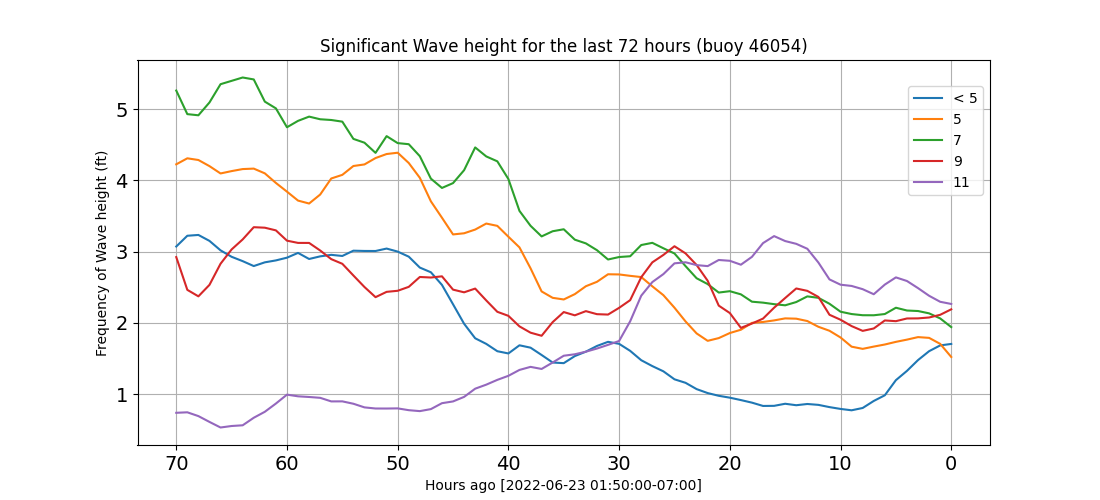 Significant Wave height for the last 72 hours (buoy 46054)
Frequency of Wave height (ft)
5
4
3
2
1
< 5
5
7
9
11
70 60 50 40 30 20 10 0
Hours ago [2022-06-23 01:50:00-07:00]